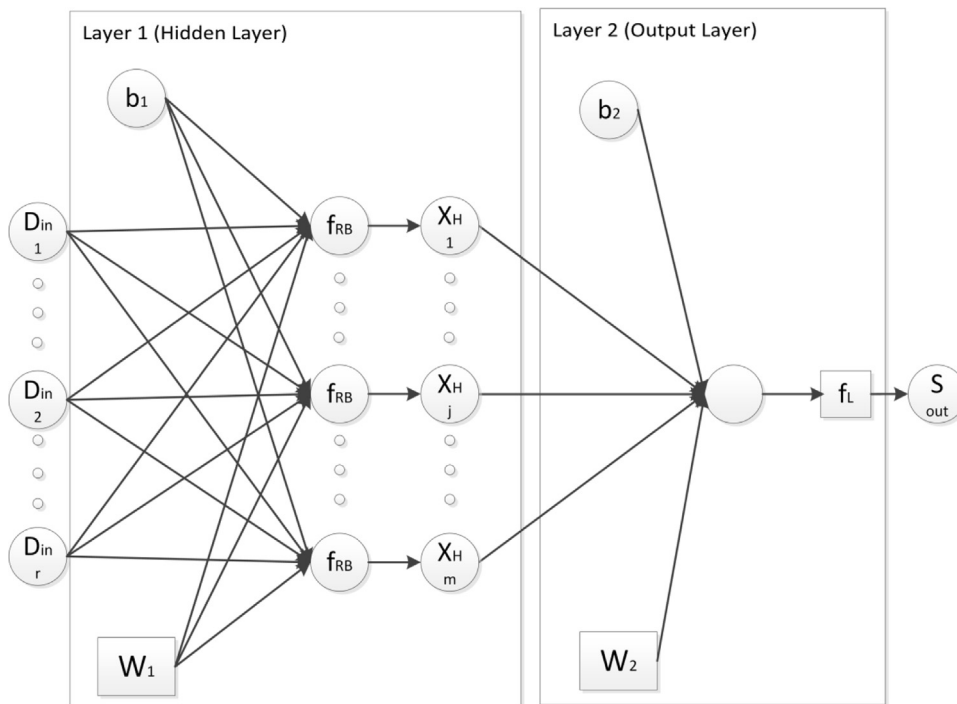 Layer 1 (Hidden Layer)
Layer 2 (Output Layer)
b1
b2
Din
1
fRB
XH
1
Din
2
fRB
XH
j
fL
S
out
Din
r
fRB
XH
m
W1
W2